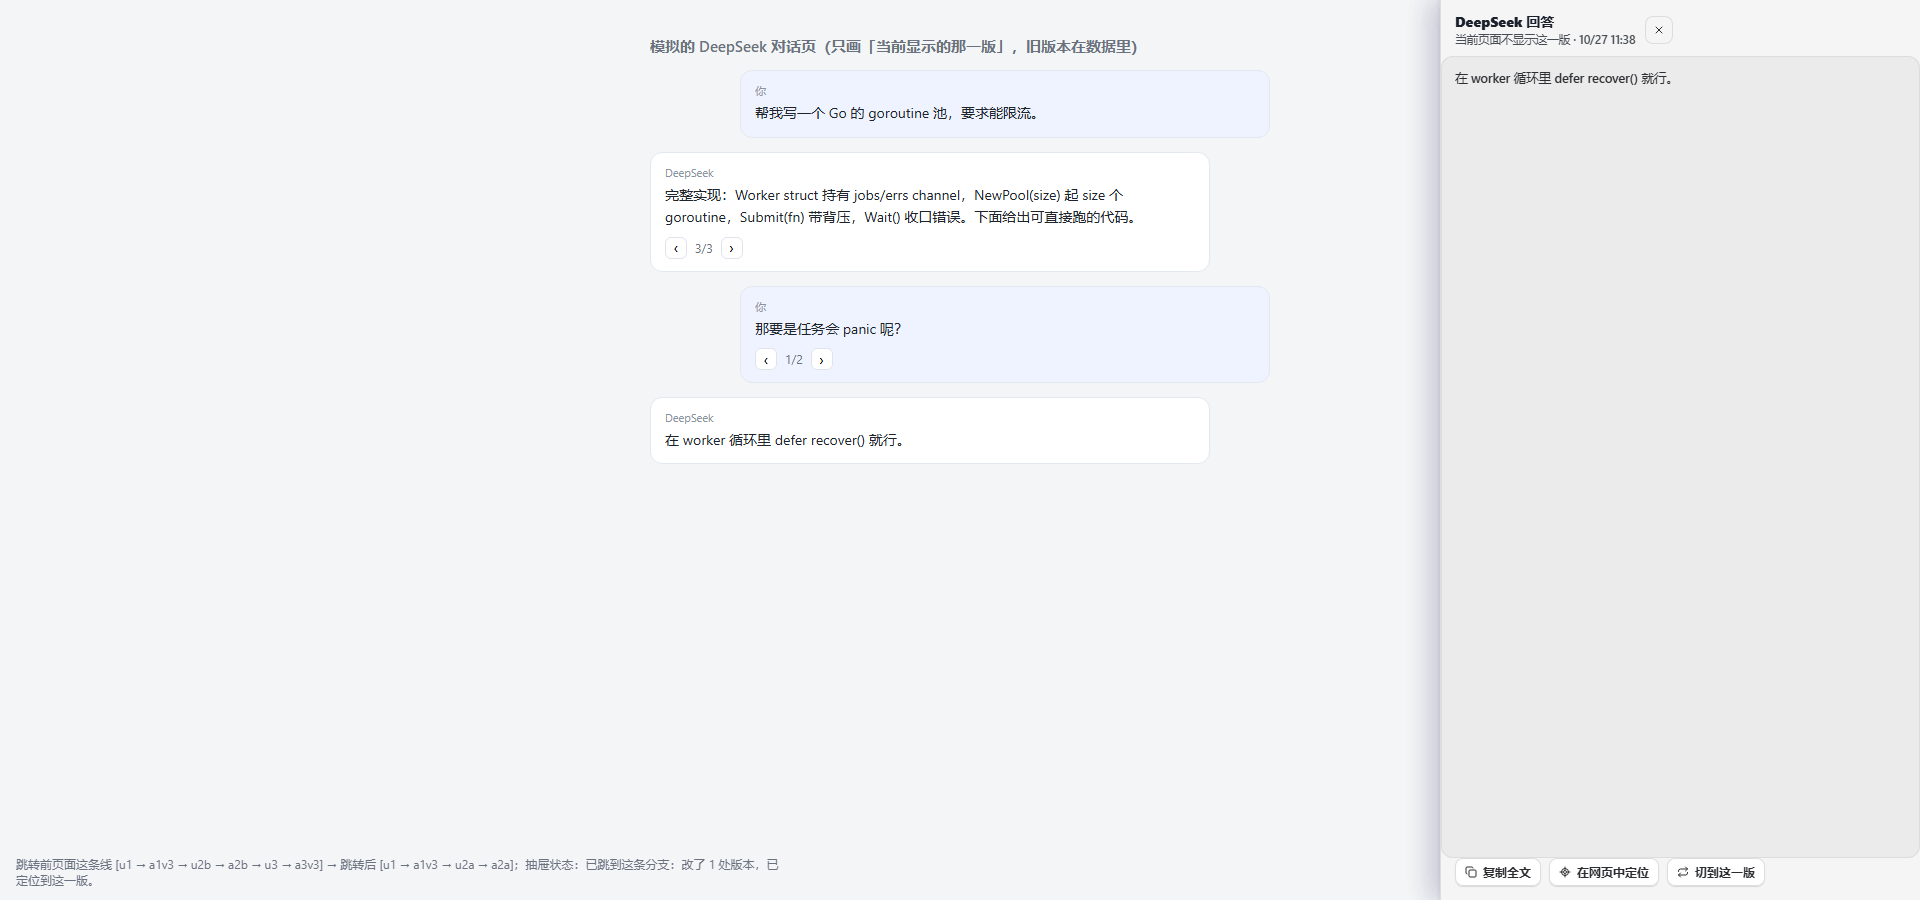 模拟的 DeepSeek 对话页（只画「当前显示的那一版」，旧版本在数据里）
你
帮我写一个 Go 的 goroutine 池，要求能限流。
DeepSeek
完整实现：Worker struct 持有 jobs/errs channel，NewPool(size) 起 size 个
goroutine，Submit(fn) 带背压，Wait() 收口错误。下面给出可直接跑的代码。
‹ 3/3 ›
你
那要是任务会 panic 呢？
‹ 1/2 ›
DeepSeek
在 worker 循环里 defer recover() 就行。
跳转前页面这条线 [u1 → a1v3 → u2b → a2b → u3 → a3v3] → 跳转后 [u1 → a1v3 → u2a → a2a]；抽屉状态：已跳到这条分支：改了 1 处版本，已
定位到这一版。
DeepSeek 回答
当前页面不显示这一版 · 10/27 11:38
×
在 worker 循环里 defer recover() 就行。
复制全文
在网页中定位
切到这一版